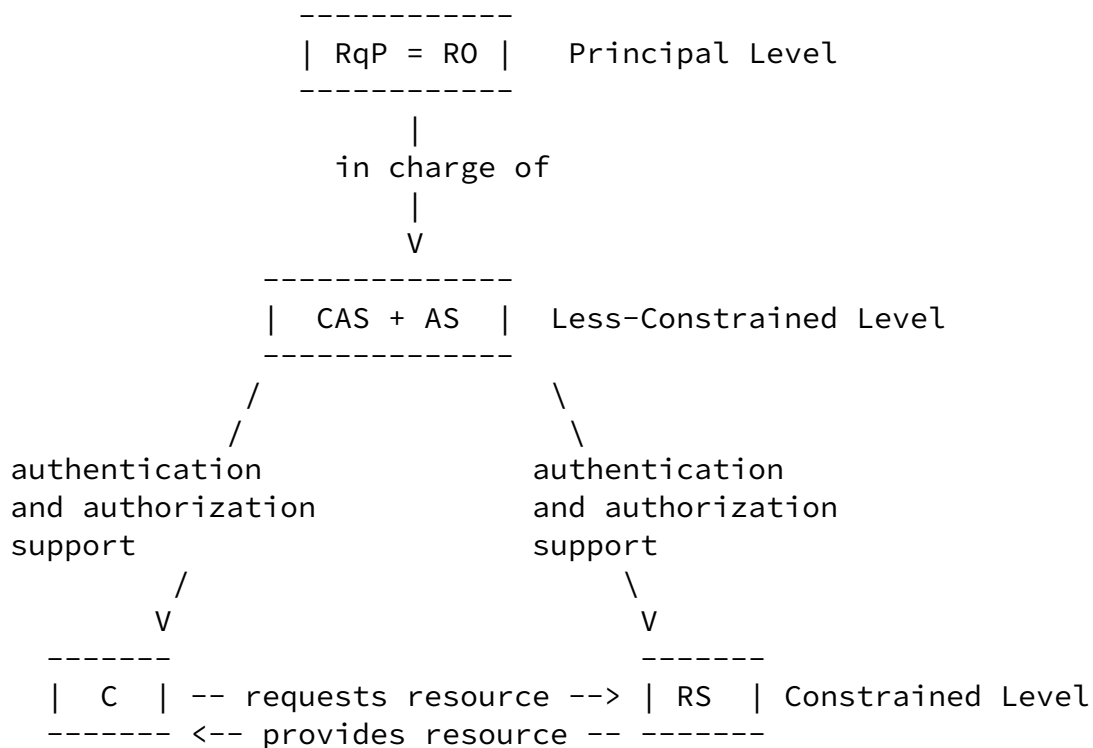 ------------
| RqP = RO |   Principal Level
------------
|
in charge of
|
V
--------------
|  CAS + AS  |  Less-Constrained Level
--------------
/                \
/                  \
authentication            authentication
and authorization            and authorization
support                      support
/                        \
V                          V
-------                          -------
|  C  | -- requests resource --> | RS  | Constrained Level
------- <-- provides resource -- -------